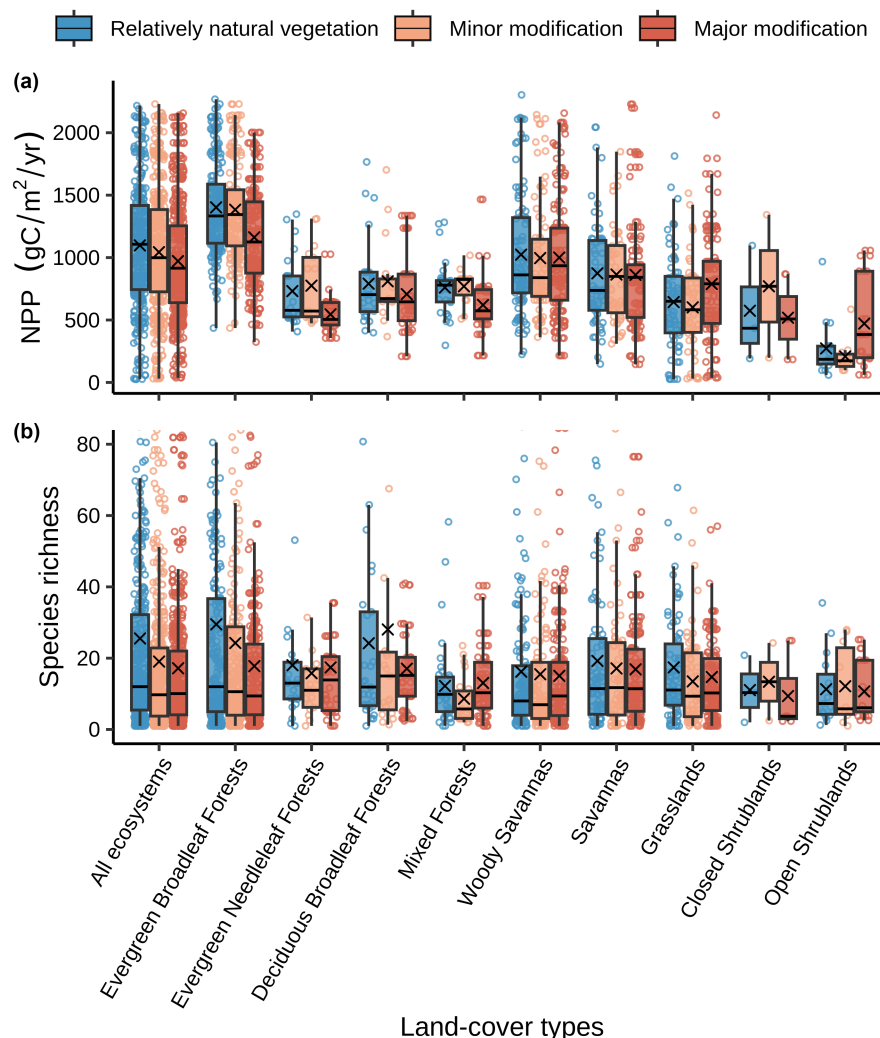 Relatively natural vegetation Minor modification Major modification
(a)
NPP (gC/m²/yr)
2000
1500
1000
500
0
(b)
Species richness
80
60
40
20
0
All ecosystems
Evergreen Broadleaf Forests
Evergreen Needleleaf Forests
Deciduous Broadleaf Forests
Mixed Forests
Woody Savannas
Savannas
Grasslands
Closed Shrublands
Open Shrublands
Land-cover types